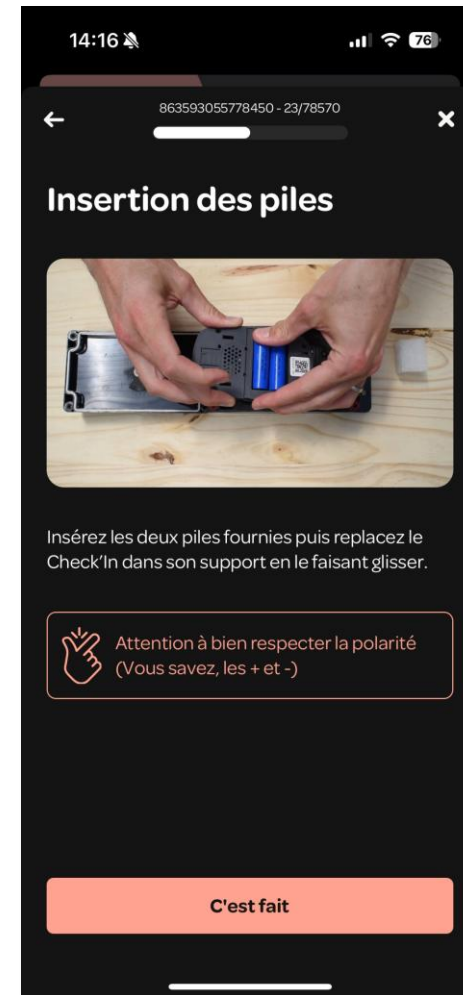 14:16
76
863593055778450 - 23/78570
Insertion des piles
Insérez les deux piles fournies puis replacez le
Check'In dans son support en le faisant glisser.
Attention à bien respecter la polarité
(Vous savez, les + et -)
C'est fait